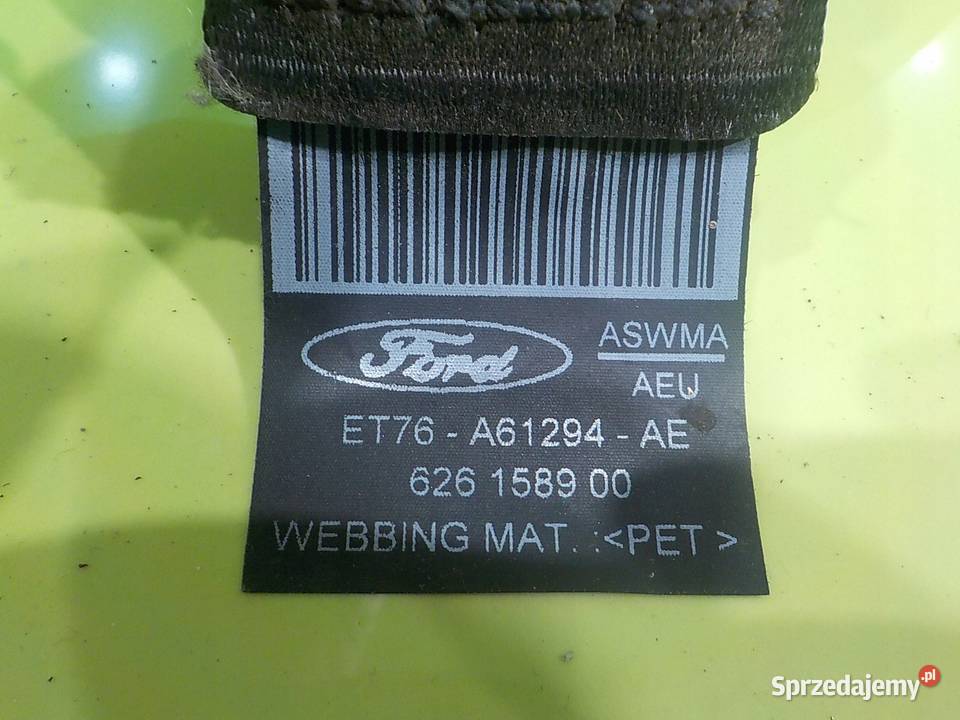 Ford
ASWMA
AEU
ET76 - A61294 - AE
626 1589 00
WEBBING MAT. :<PET >
Sprzedajemy.pl